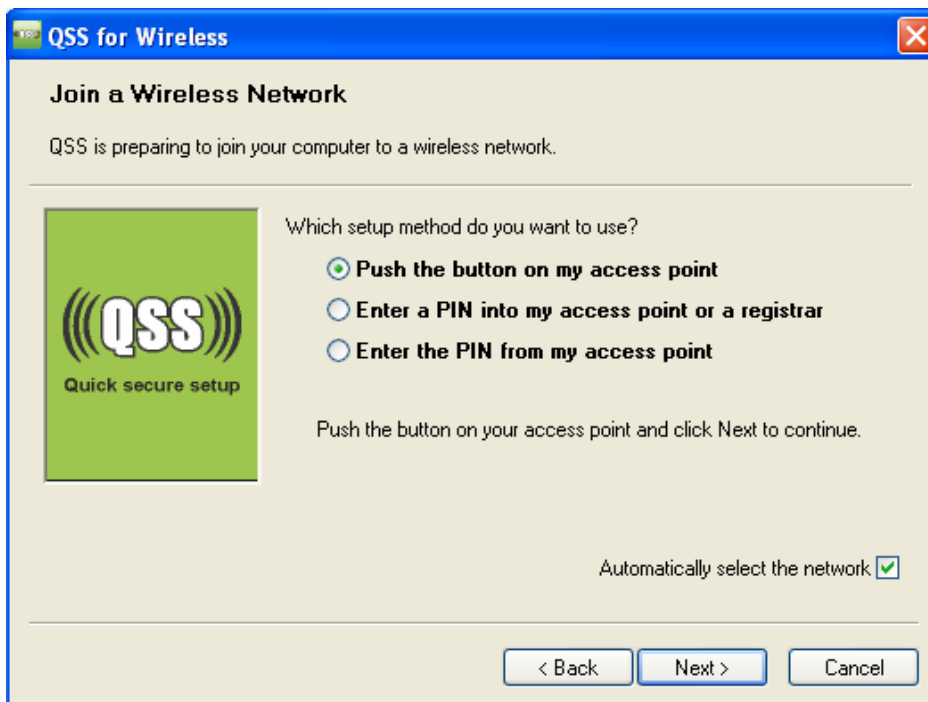 QSS for Wireless
Join a Wireless Network
QSS is preparing to join your computer to a wireless network.
Which setup method do you want to use?
Push the button on my access point
Enter a PIN into my access point or a registrar
Enter the PIN from my access point
(((QSS)))
Quick secure setup
Push the button on your access point and click Next to continue.
Automatically select the network
< Back
Next >
Cancel